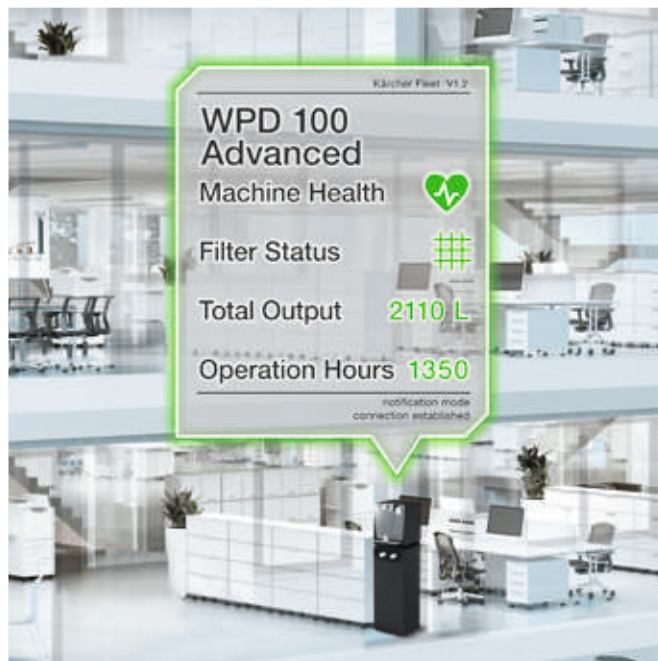 Kärcher Fleet V1.2
WPD 100
Advanced
Machine Health
Filter Status
Total Output 2110 L
Operation Hours 1350
notification mode
connection established